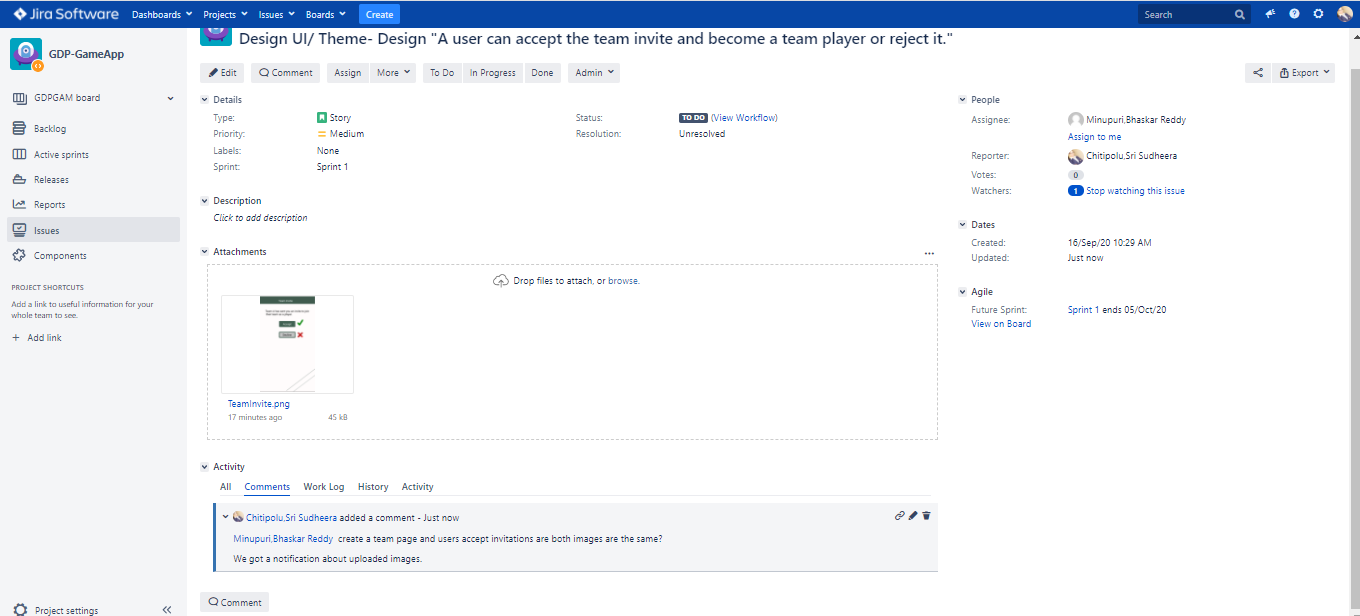 Jira Software Dashboards Projects Issues Boards Create Search
GDP-GameApp
GDPGAM board
Backlog
Active sprints
Releases
Reports
Issues
Components
PROJECT SHORTCUTS
Add a link to useful information for your
whole team to see.
+ Add link
Project settings
Design UI/ Theme- Design "A user can accept the team invite and become a team player or reject it."
Edit Comment Assign More To Do In Progress Done Admin Export
Details
Type: Story
Priority: Medium
Labels: None
Sprint: Sprint 1
Status: TO DO (View Workflow)
Resolution: Unresolved
Description
Click to add description
Attachments
Drop files to attach, or browse.
TeamInvite.png
17 minutes ago 45 kB
Activity
All Comments Work Log History Activity
Chitipolu,Sri Sudheera added a comment - Just now
Minupuri,Bhaskar Reddy create a team page and users accept invitations are both images are the same?
We got a notification about uploaded images.
Comment
People
Assignee: Minupuri,Bhaskar Reddy
Assign to me
Reporter: Chitipolu,Sri Sudheera
Votes: 0
Watchers: 1 Stop watching this issue
Dates
Created: 16/Sep/20 10:29 AM
Updated: Just now
Agile
Future Sprint: Sprint 1 ends 05/Oct/20
View on Board